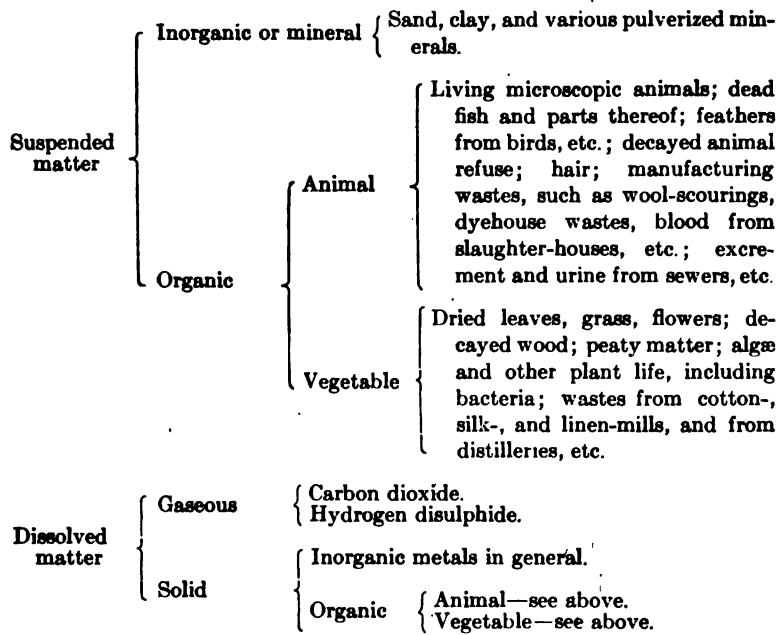 Suspended
matter
Inorganic or mineral
Sand, clay, and various pulverized min-
erals.
Organic
Animal
Living microscopic animals; dead
fish and parts thereof; feathers
from birds, etc.; decayed animal
refuse; hair; manufacturing
wastes, such as wool-scourings,
dyehouse wastes, blood from
slaughter-houses, etc.; excre-
ment and urine from sewers, etc.
Vegetable
Dried leaves, grass, flowers; de-
cayed wood; peaty matter; algæ
and other plant life, including
bacteria; wastes from cotton-,
silk-, and linen-mills, and from
distilleries, etc.
Dissolved
matter
Gaseous
Carbon dioxide.
Hydrogen disulphide.
Solid
Inorganic metals in general.
Organic
Animal—see above.
Vegetable—see above.